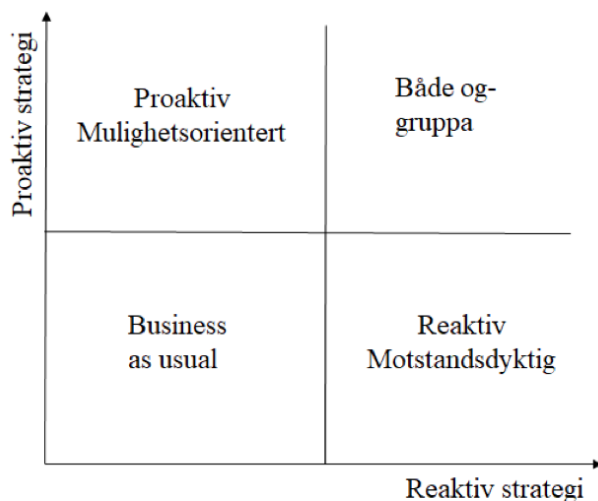 Proaktiv strategi
Proaktiv
Mulighetsorientert
Både og-
gruppa
Business
as usual
Reaktiv
Motstandsdyktig
Reaktiv strategi